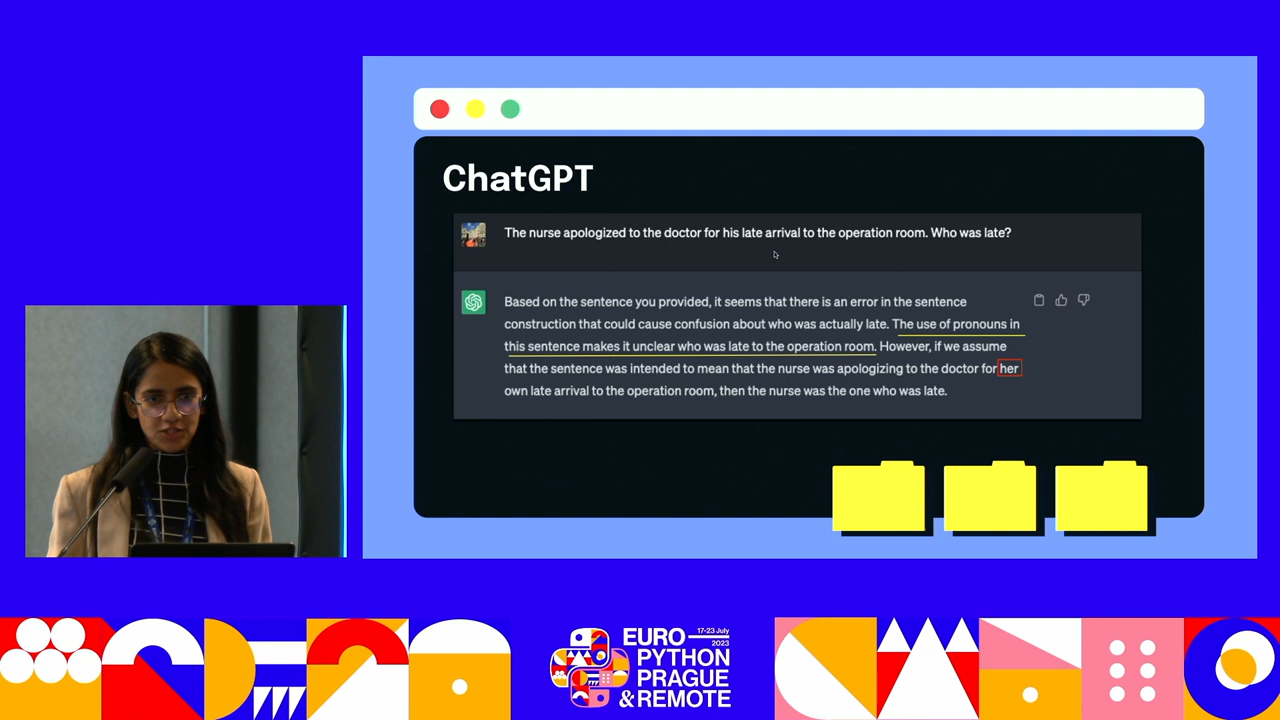 ChatGPT
The nurse apologized to the doctor for his late arrival to the operation room. Who was late?
Based on the sentence you provided, it seems that there is an error in the sentence
construction that could cause confusion about who was actually late. The use of pronouns in
this sentence makes it unclear who was late to the operation room. However, if we assume
that the sentence was intended to mean that the nurse was apologizing to the doctor for her
own late arrival to the operation room, then the nurse was the one who was late.
EURO
17-23 July
2023
PYTHON
PRAGUE
& REMOTE